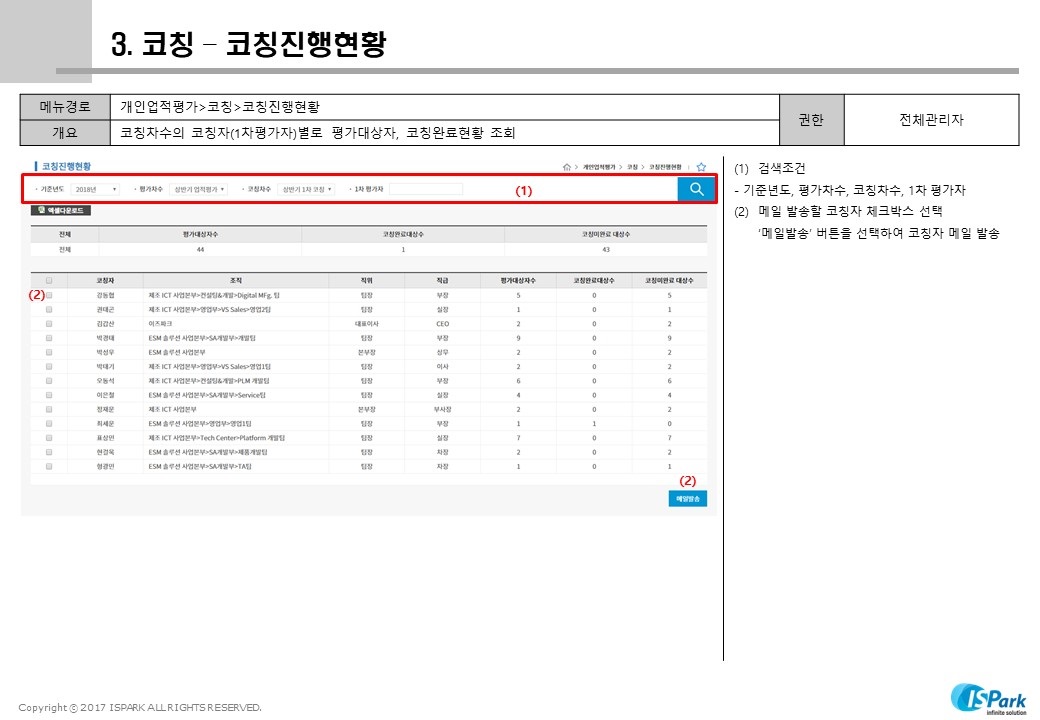 3. 코칭 – 코칭진행현황
메뉴경로 개인업적평가>코칭>코칭진행현황 권한 전체관리자
개요 코칭차수의 코칭자(1차평가자)별로 평가대상자, 코칭완료현황 조회
코칭진행현황 > 개인업적평가 > 코칭 > 코칭진행현황
· 기준년도 2018년 · 평가차수 상반기 업적평가 · 코칭차수 상반기 1차 코칭 · 1차 평가자 (1)
엑셀다운로드
전체 평가대상자수 코칭완료대상수 코칭미완료 대상수
전체 44 1 43
코칭자 조직 직위 직급 평가대상자수 코칭완료대상수 코칭미완료 대상수
(2) 강동협 제조 ICT 사업본부>컨설팅&개발>Digital MFg. 팀 팀장 부장 5 0 5
권대곤 제조 ICT 사업본부>영업부>VS Sales>영업2팀 팀장 실장 1 0 1
김갑산 이즈파크 대표이사 CEO 2 0 2
박경태 ESM 솔루션 사업본부>SA개발부>개발팀 팀장 부장 9 0 9
박성우 ESM 솔루션 사업본부 본부장 상무 2 0 2
박대기 제조 ICT 사업본부>영업부>VS Sales>영업1팀 팀장 이사 2 0 2
오동석 제조 ICT 사업본부>컨설팅&개발>PLM 개발팀 팀장 부장 6 0 6
이은철 ESM 솔루션 사업본부>SA개발부>Service팀 팀장 실장 4 0 4
정재운 제조 ICT 사업본부 본부장 부사장 2 0 2
최세운 ESM 솔루션 사업본부>영업부>영업1팀 팀장 부장 1 1 0
표상민 제조 ICT 사업본부>Tech Center>Platform 개발팀 팀장 실장 7 0 7
현강욱 ESM 솔루션 사업본부>SA개발부>제품개발팀 팀장 차장 2 0 2
형광민 ESM 솔루션 사업본부>SA개발부>TA팀 팀장 차장 1 0 1
(2)
메일발송
(1) 검색조건
- 기준년도, 평가차수, 코칭차수, 1차 평가자
(2) 메일 발송할 코칭자 체크박스 선택
‘메일발송’ 버튼을 선택하여 코칭자 메일 발송
Copyright ⓒ 2017 ISPARK ALL RIGHTS RESERVED.
ISPark
infinite solution